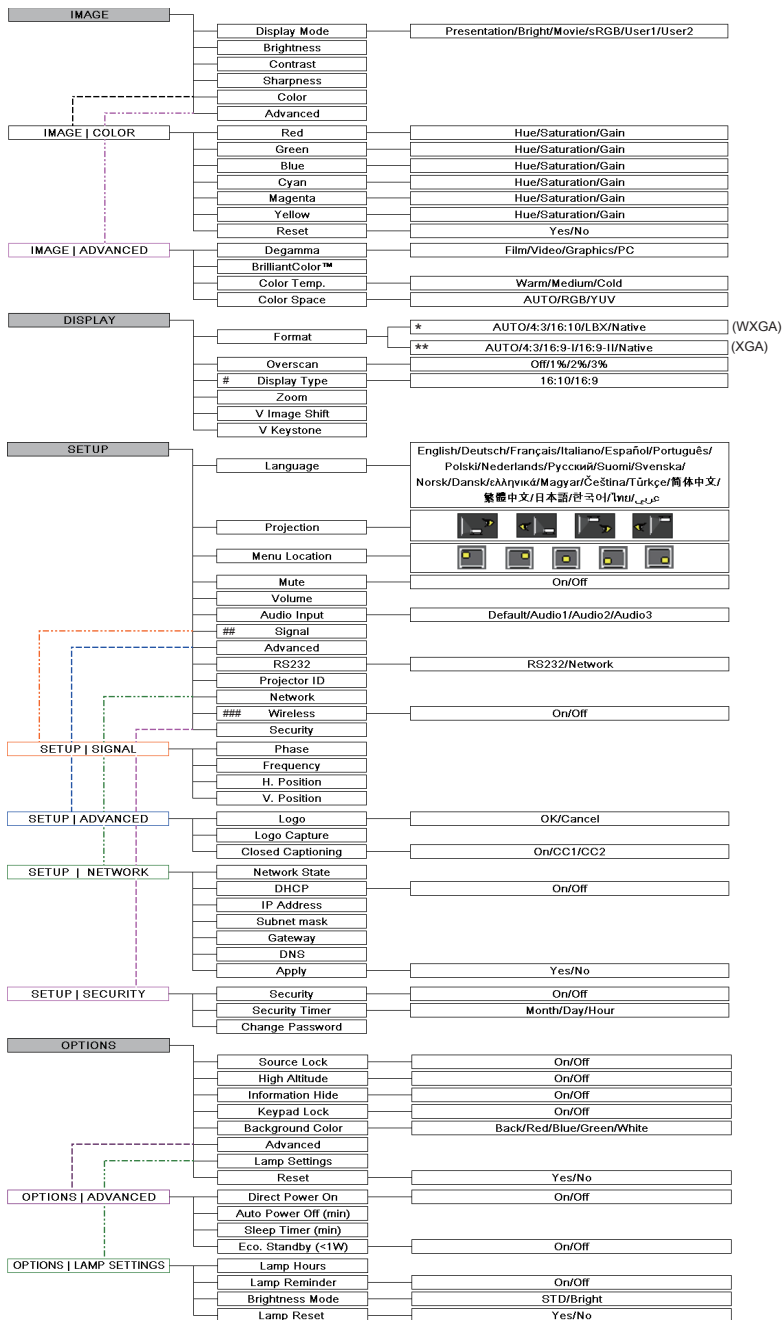 IMAGE
Display Mode Presentation/Bright/Movie/sRGB/User1/User2
Brightness
Contrast
Sharpness
Color
Advanced
IMAGE | COLOR Red Hue/Saturation/Gain
Green Hue/Saturation/Gain
Blue Hue/Saturation/Gain
Cyan Hue/Saturation/Gain
Magenta Hue/Saturation/Gain
Yellow Hue/Saturation/Gain
Reset Yes/No
IMAGE | ADVANCED Degamma Film/Video/Graphics/PC
BrilliantColor™
Color Temp. Warm/Medium/Cold
Color Space AUTO/RGB/YUV
DISPLAY
Format
* AUTO/4:3/16:10/LBX/Native (WXGA)
** AUTO/4:3/16:9-I/16:9-II/Native (XGA)
Overscan Off/1%/2%/3%
# Display Type 16:10/16:9
Zoom
V Image Shift
V Keystone
SETUP
Language
English/Deutsch/Français/Italiano/Español/Português/
Polski/Nederlands/Русский/Suomi/Svenska/
Norsk/Dansk/ελληνικά/Magyar/Čeština/Türkçe/简体中文/
繁體中文/日本語/한국어/ไทย/عربي
Projection
Menu Location
Mute On/Off
Volume
Audio Input Default/Audio1/Audio2/Audio3
## Signal
Advanced
RS232 RS232/Network
Projector ID
Network
### Wireless On/Off
Security
SETUP | SIGNAL Phase
Frequency
H. Position
V. Position
SETUP | ADVANCED Logo OK/Cancel
Logo Capture
Closed Captioning On/CC1/CC2
SETUP | NETWORK Network State
DHCP On/Off
IP Address
Subnet mask
Gateway
DNS
Apply Yes/No
SETUP | SECURITY Security On/Off
Security Timer Month/Day/Hour
Change Password
OPTIONS
Source Lock On/Off
High Altitude On/Off
Information Hide On/Off
Keypad Lock On/Off
Background Color Back/Red/Blue/Green/White
Advanced
Lamp Settings
Reset Yes/No
OPTIONS | ADVANCED Direct Power On On/Off
Auto Power Off (min)
Sleep Timer (min)
Eco. Standby (<1W) On/Off
OPTIONS | LAMP SETTINGS Lamp Hours
Lamp Reminder On/Off
Brightness Mode STD/Bright
Lamp Reset Yes/No